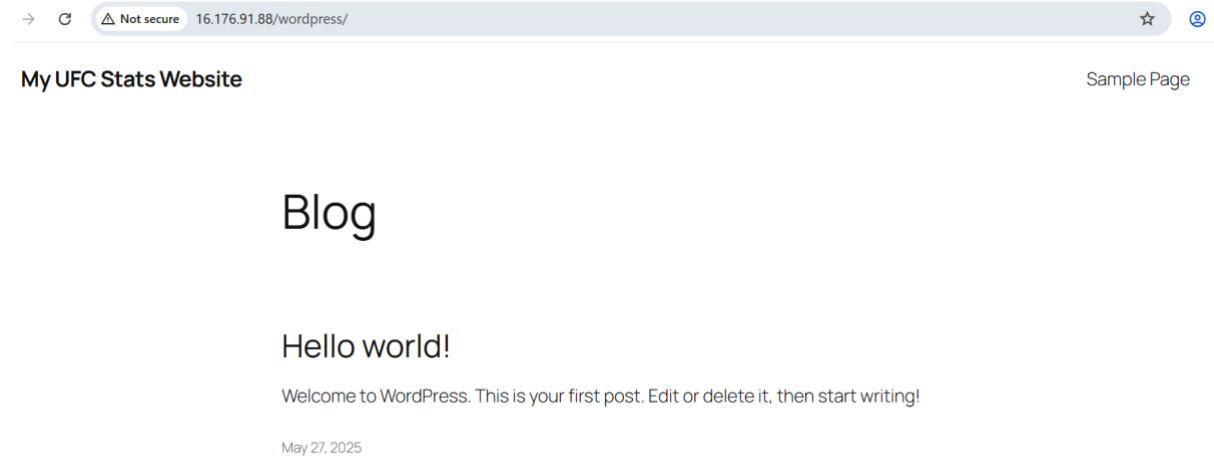 Not secure 16.176.91.88/wordpress/
My UFC Stats Website Sample Page
Blog
Hello world!
Welcome to WordPress. This is your first post. Edit or delete it, then start writing!
May 27, 2025